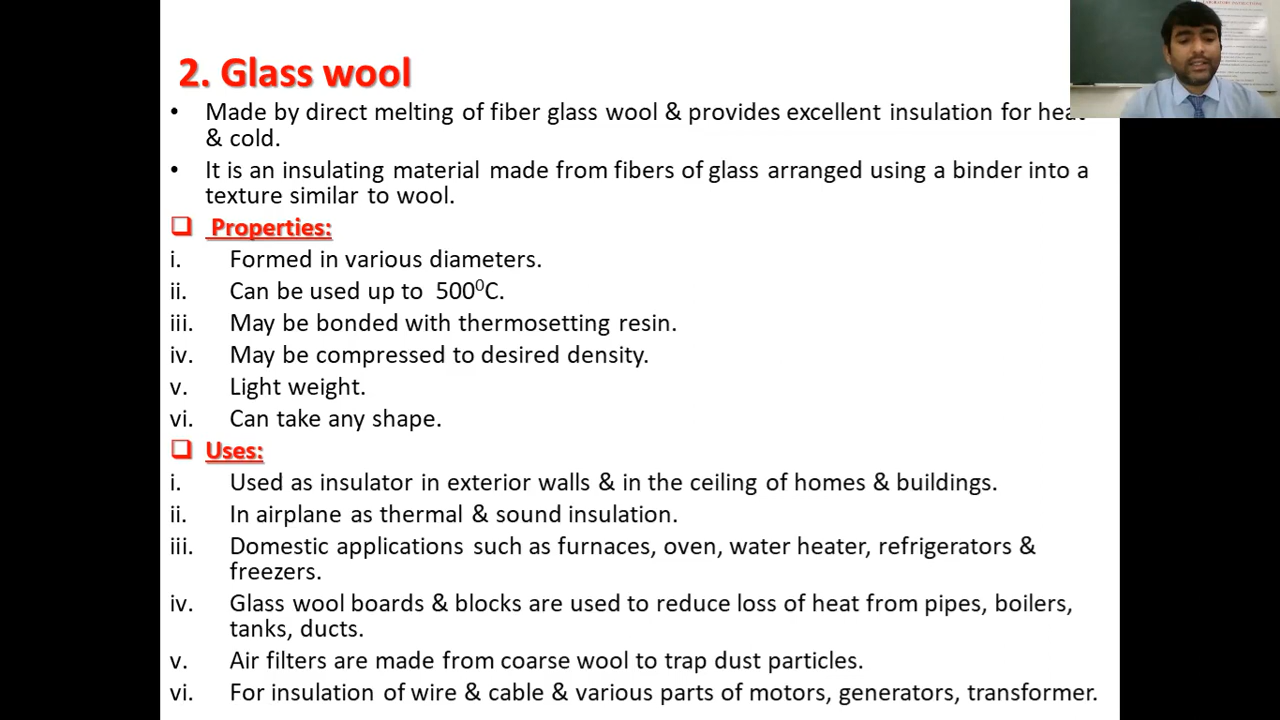 2. Glass wool
• Made by direct melting of fiber glass wool & provides excellent insulation for heat
& cold.
• It is an insulating material made from fibers of glass arranged using a binder into a
texture similar to wool.
❑ Properties:
i. Formed in various diameters.
ii. Can be used up to 500⁰C.
iii. May be bonded with thermosetting resin.
iv. May be compressed to desired density.
v. Light weight.
vi. Can take any shape.
❑ Uses:
i. Used as insulator in exterior walls & in the ceiling of homes & buildings.
ii. In airplane as thermal & sound insulation.
iii. Domestic applications such as furnaces, oven, water heater, refrigerators &
freezers.
iv. Glass wool boards & blocks are used to reduce loss of heat from pipes, boilers,
tanks, ducts.
v. Air filters are made from coarse wool to trap dust particles.
vi. For insulation of wire & cable & various parts of motors, generators, transformer.